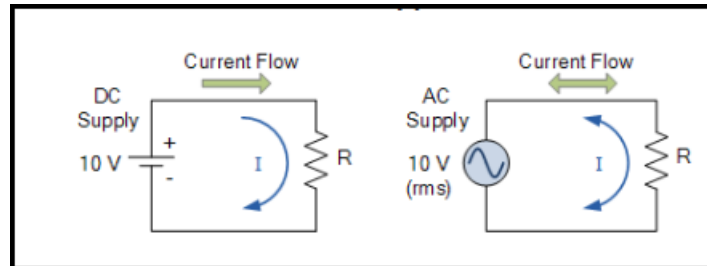 Current Flow
DC
Supply
+
10 V
-
I
R
Current Flow
AC
Supply
10 V
(rms)
I
R